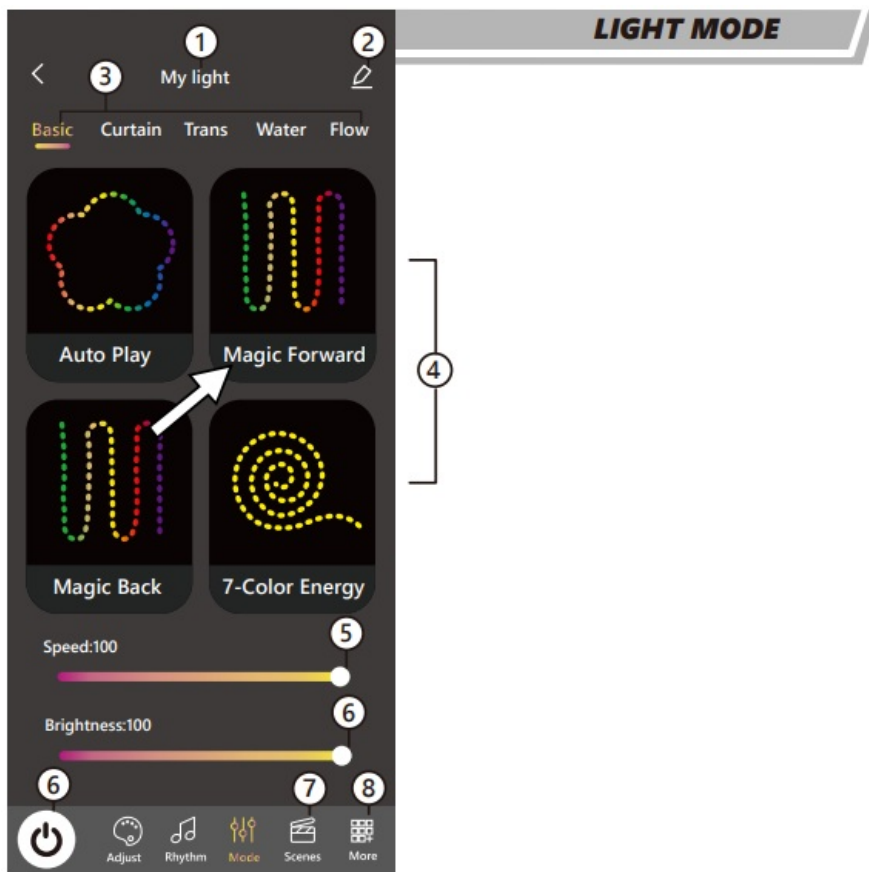 LIGHT MODE
1
2
3
My light
Basic Curtain Trans Water Flow
Auto Play
Magic Forward
4
Magic Back
7-Color Energy
5
Speed:100
6
Brightness:100
6
7
8
Adjust Rhythm Mode Scenes More